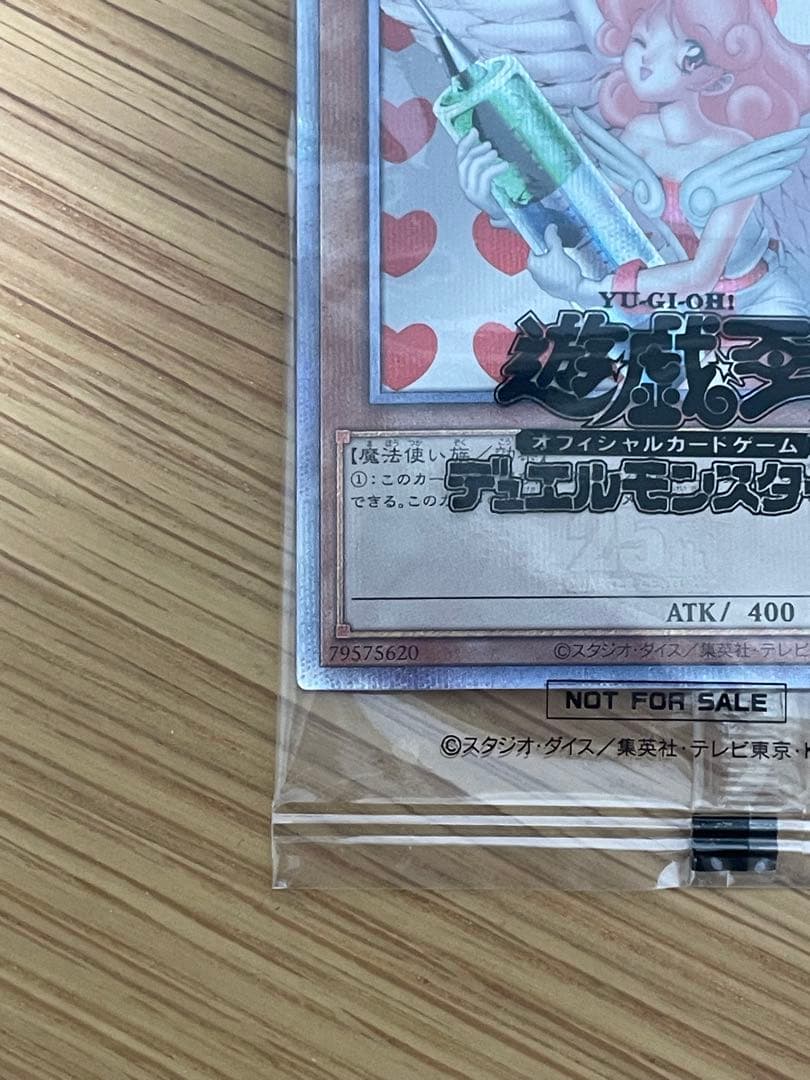 YU-GI-OH!
遊☆戯☆王
オフィシャルカードゲーム
デュエルモンスター
【魔法使い族／効果】
①：このカー
できる。このカ
25th
ATK/ 400
79575620
©スタジオ・ダイス／集英社・テレビ
NOT FOR SALE
©スタジオ・ダイス／集英社・テレビ東京・K